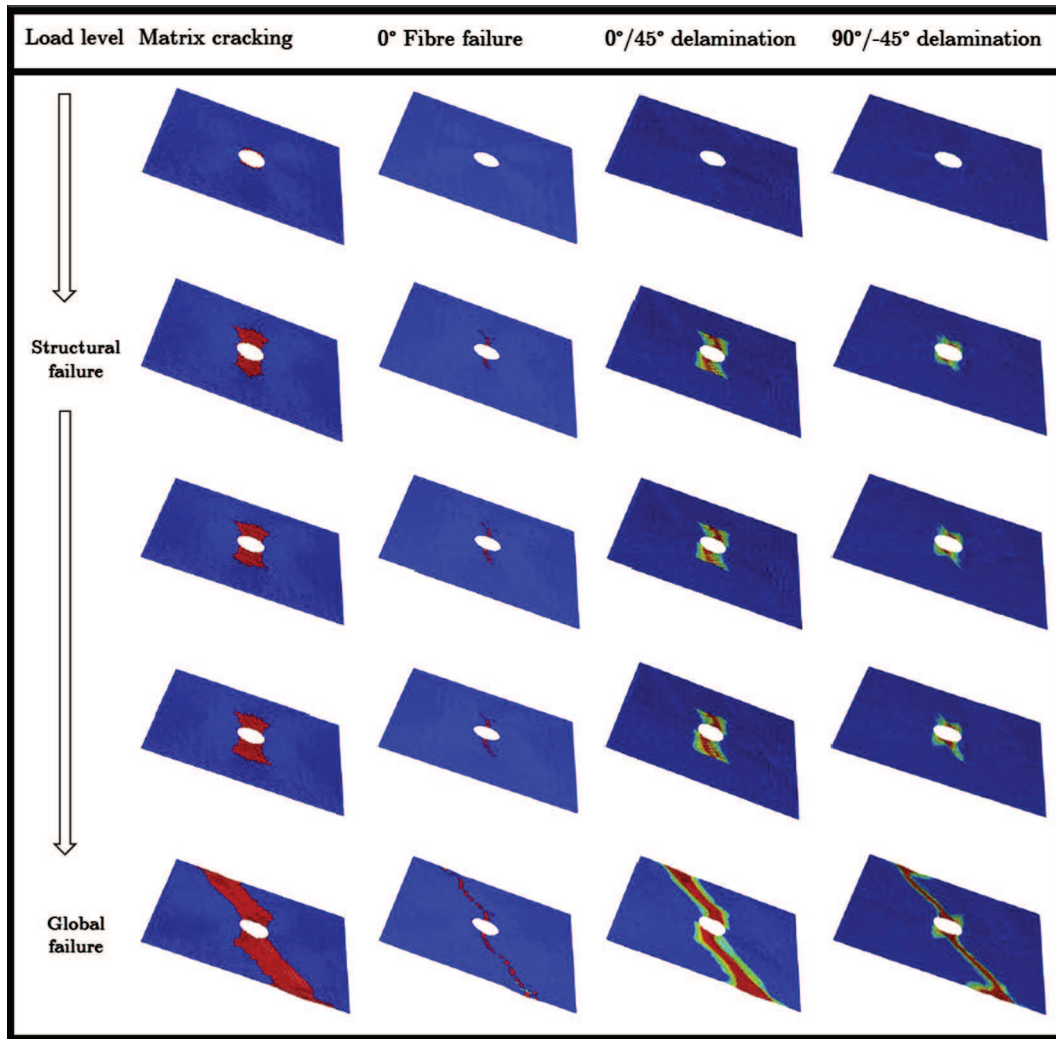 Load level Matrix cracking 0° Fibre failure 0°/45° delamination 90°/-45° delamination
Structural
failure
Global
failure